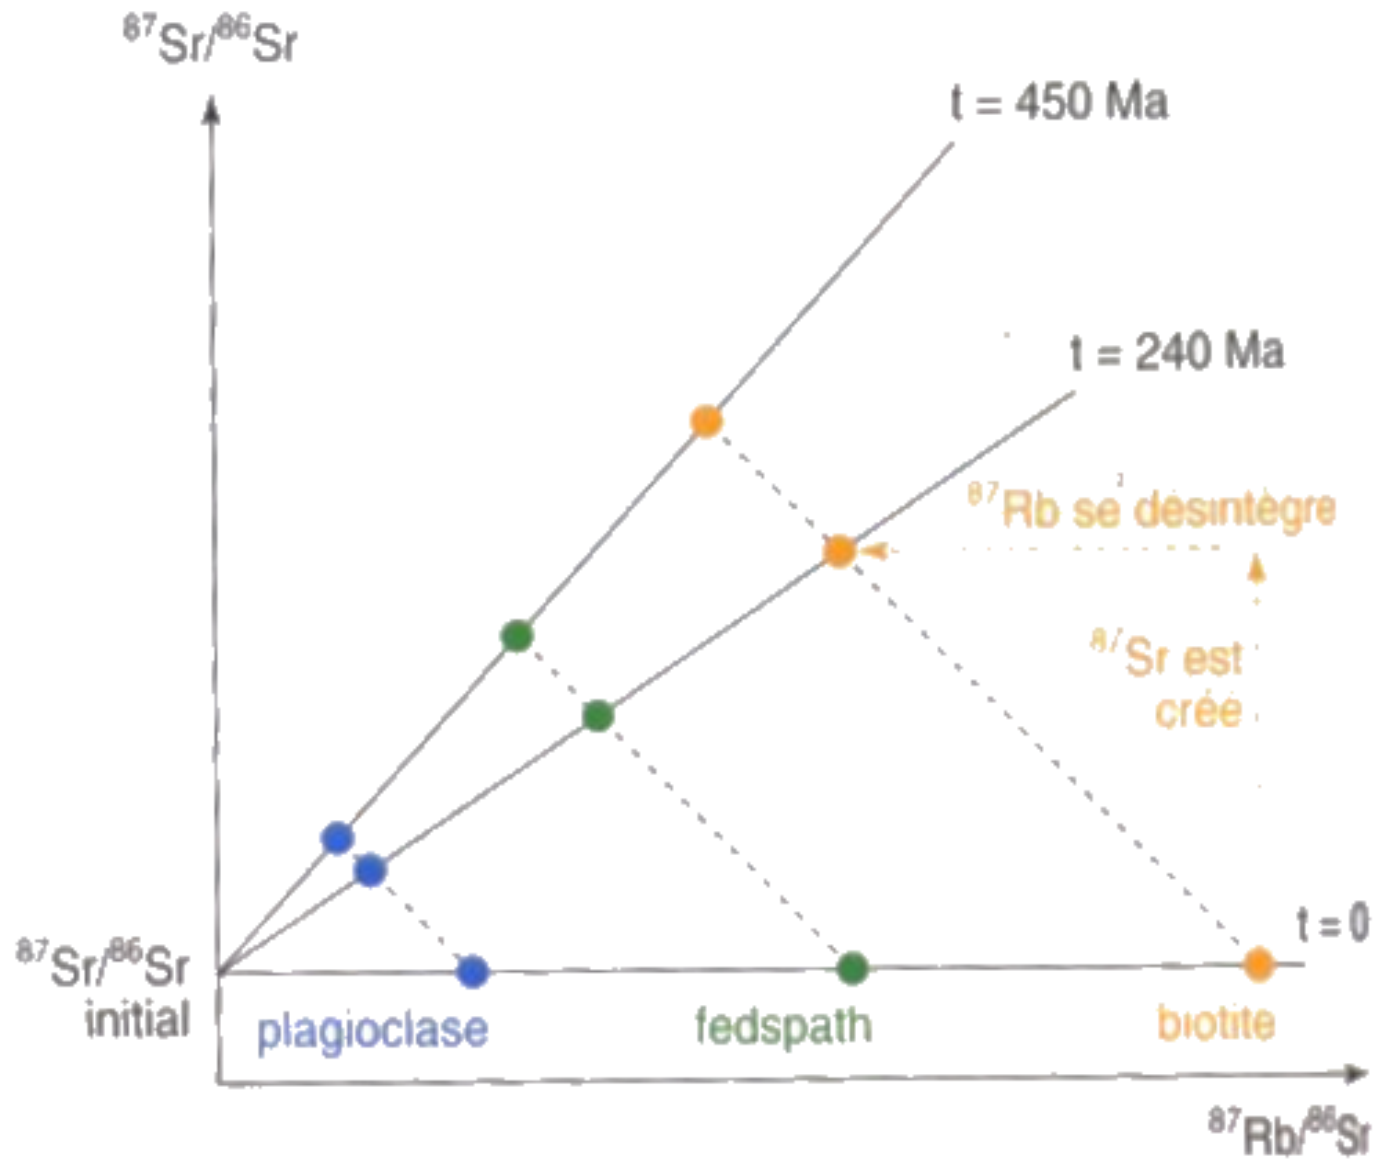 ⁸⁷Sr/⁸⁶Sr
t = 450 Ma
t = 240 Ma
⁸⁷Rb se désintègre
⁸⁷Sr est
créé
t = 0
⁸⁷Sr/⁸⁶Sr
initial
plagioclase
fedspath
biotite
⁸⁷Rb/⁸⁶Sr